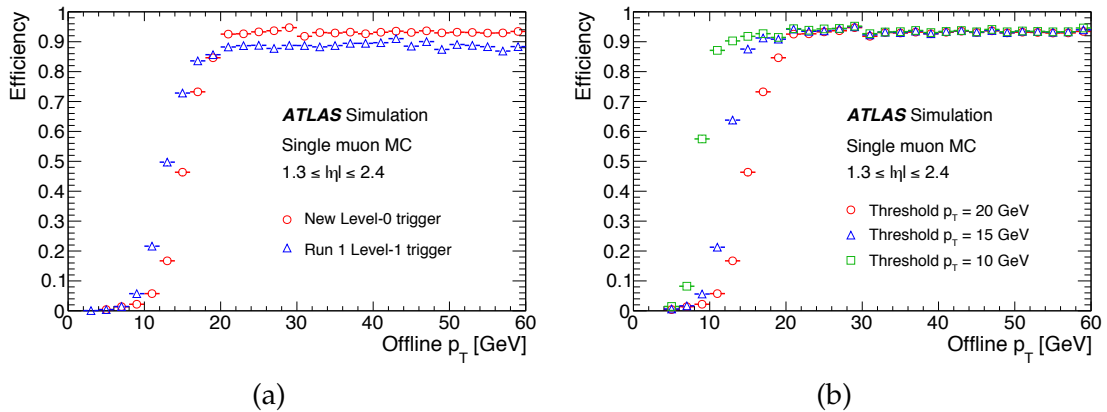 Efficiency
1
0.9
0.8
0.7
0.6
0.5
0.4
0.3
0.2
0.1
0
ATLAS Simulation
Single muon MC
1.3 ≤ |η| ≤ 2.4
New Level-0 trigger
Run 1 Level-1 trigger
0 10 20 30 40 50 60
Offline p_T [GeV]
(a)
Efficiency
1
0.9
0.8
0.7
0.6
0.5
0.4
0.3
0.2
0.1
0
ATLAS Simulation
Single muon MC
1.3 ≤ |η| ≤ 2.4
Threshold p_T = 20 GeV
Threshold p_T = 15 GeV
Threshold p_T = 10 GeV
0 10 20 30 40 50 60
Offline p_T [GeV]
(b)